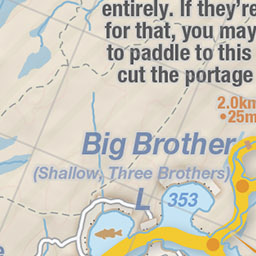 entirely. If they're
for that, you may
to paddle to this
cut the portage
2.0km
•25m
Big Brother
(Shallow, Three Brothers)
L
353